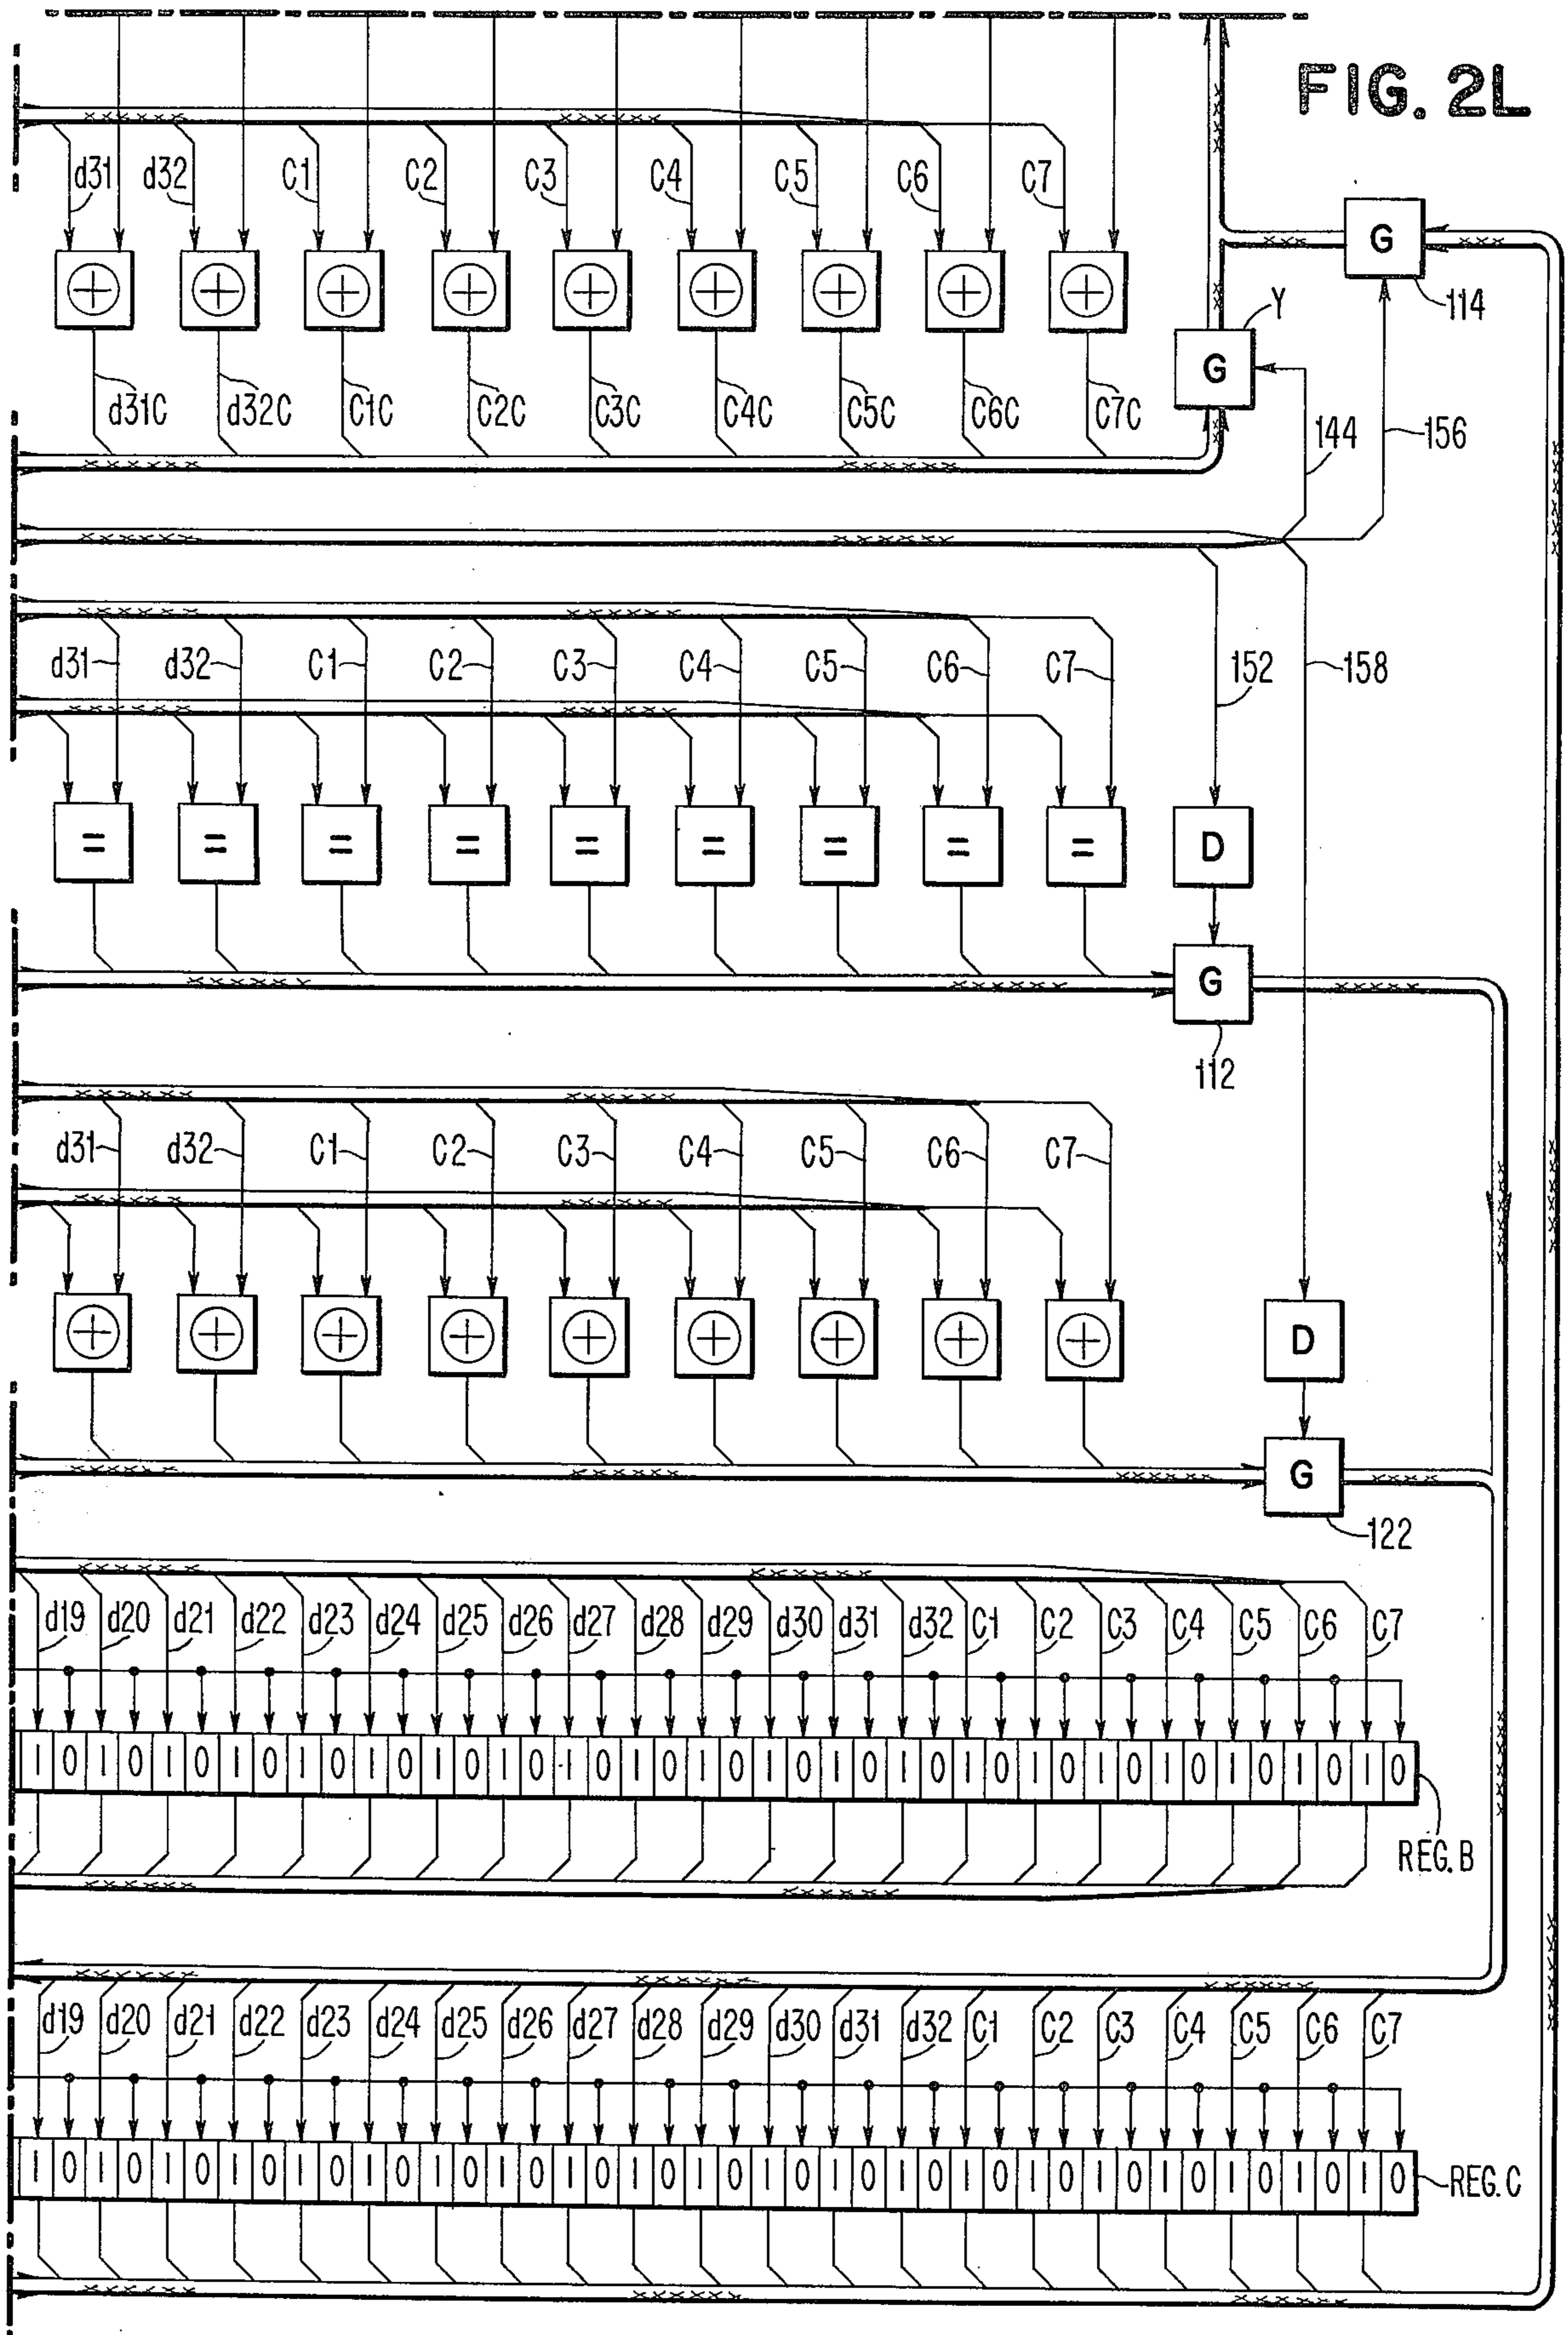 FIG. 2L
d31 d32 C1 C2 C3 C4 C5 C6 C7
G
114
Y
G
d31C d32C C1C C2C C3C C4C C5C C6C C7C
144 156
d31 d32 C1 C2 C3 C4 C5 C6 C7 152 158
= = = = = = = = = D
G
112
d31 d32 C1 C2 C3 C4 C5 C6 C7
D
G
122
d19 d20 d21 d22 d23 d24 d25 d26 d27 d28 d29 d30 d31 d32 C1 C2 C3 C4 C5 C6 C7
1 0 1 0 1 0 1 0 1 0 1 0 1 0 1 0 1 0 1 0 1 0 1 0 1 0 1 0 1 0 1 0 1 0 1 0 1 0 1 0 1 0
REG. B
d19 d20 d21 d22 d23 d24 d25 d26 d27 d28 d29 d30 d31 d32 C1 C2 C3 C4 C5 C6 C7
1 0 1 0 1 0 1 0 1 0 1 0 1 0 1 0 1 0 1 0 1 0 1 0 1 0 1 0 1 0 1 0 1 0 1 0 1 0 1 0 1 0 REG. C